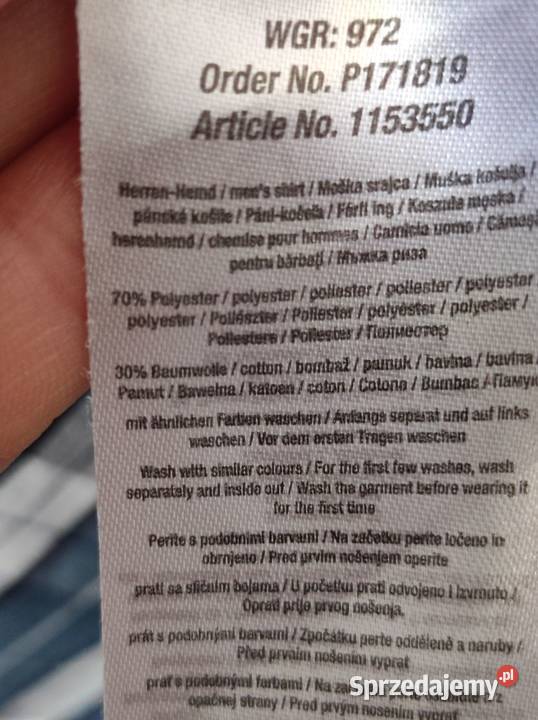 WGR: 972
Order No. P171819
Article No. 1153550
Herren-Hemd / men's shirt / Moška srajca / Muška košulja /
pánská košile / Páni-košeľa / Férfi ing / Koszula męska /
herenhemd / chemise pour hommes / Camicia uomo / Cămaşă
pentru bărbaţi / Мъжка риза
70% Polyester / polyester / poliester / poliester / polyester
polyester / Poliészter / Poliester / polyester / polyester /
Poliestere / Poliester / Полиестер
30% Baumwolle / cotton / bombaž / pamuk / bavlna / bavlna
Pamut / Bawełna / katoen / coton / Cotone / Bumbac / Памук
mit ähnlichen Farben waschen / Anfangs separat und auf links
waschen / Vor dem ersten Tragen waschen
Wash with similar colours / For the first few washes, wash
separately and inside out / Wash the garment before wearing it
for the first time
Perite s podobnimi barvami / Na začetku perite ločeno in
obrnjeno / Pred prvim nošenjem operite
prati sa sličnim bojama / U početku prati odvojeno i izvrnuto /
Oprati prije prvog nošenja.
prát s podobnými barvami / Zpočátku perte odděleně a naruby /
Před prvním nošením vyprat
prať s podobnými farbami / Na
opačnej strany / Pred prvým nosením vyprať
Sprzedajemy.pl